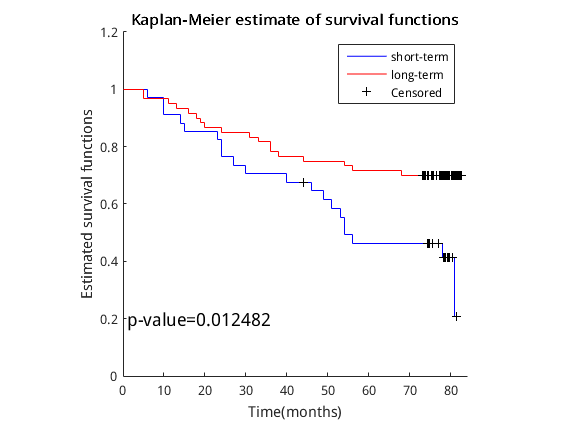 Kaplan-Meier estimate of survival functions
short-term
long-term
Censored
Estimated survival functions
1.2
1
0.8
0.6
0.4
0.2
0
p-value=0.012482
0 10 20 30 40 50 60 70 80
Time(months)